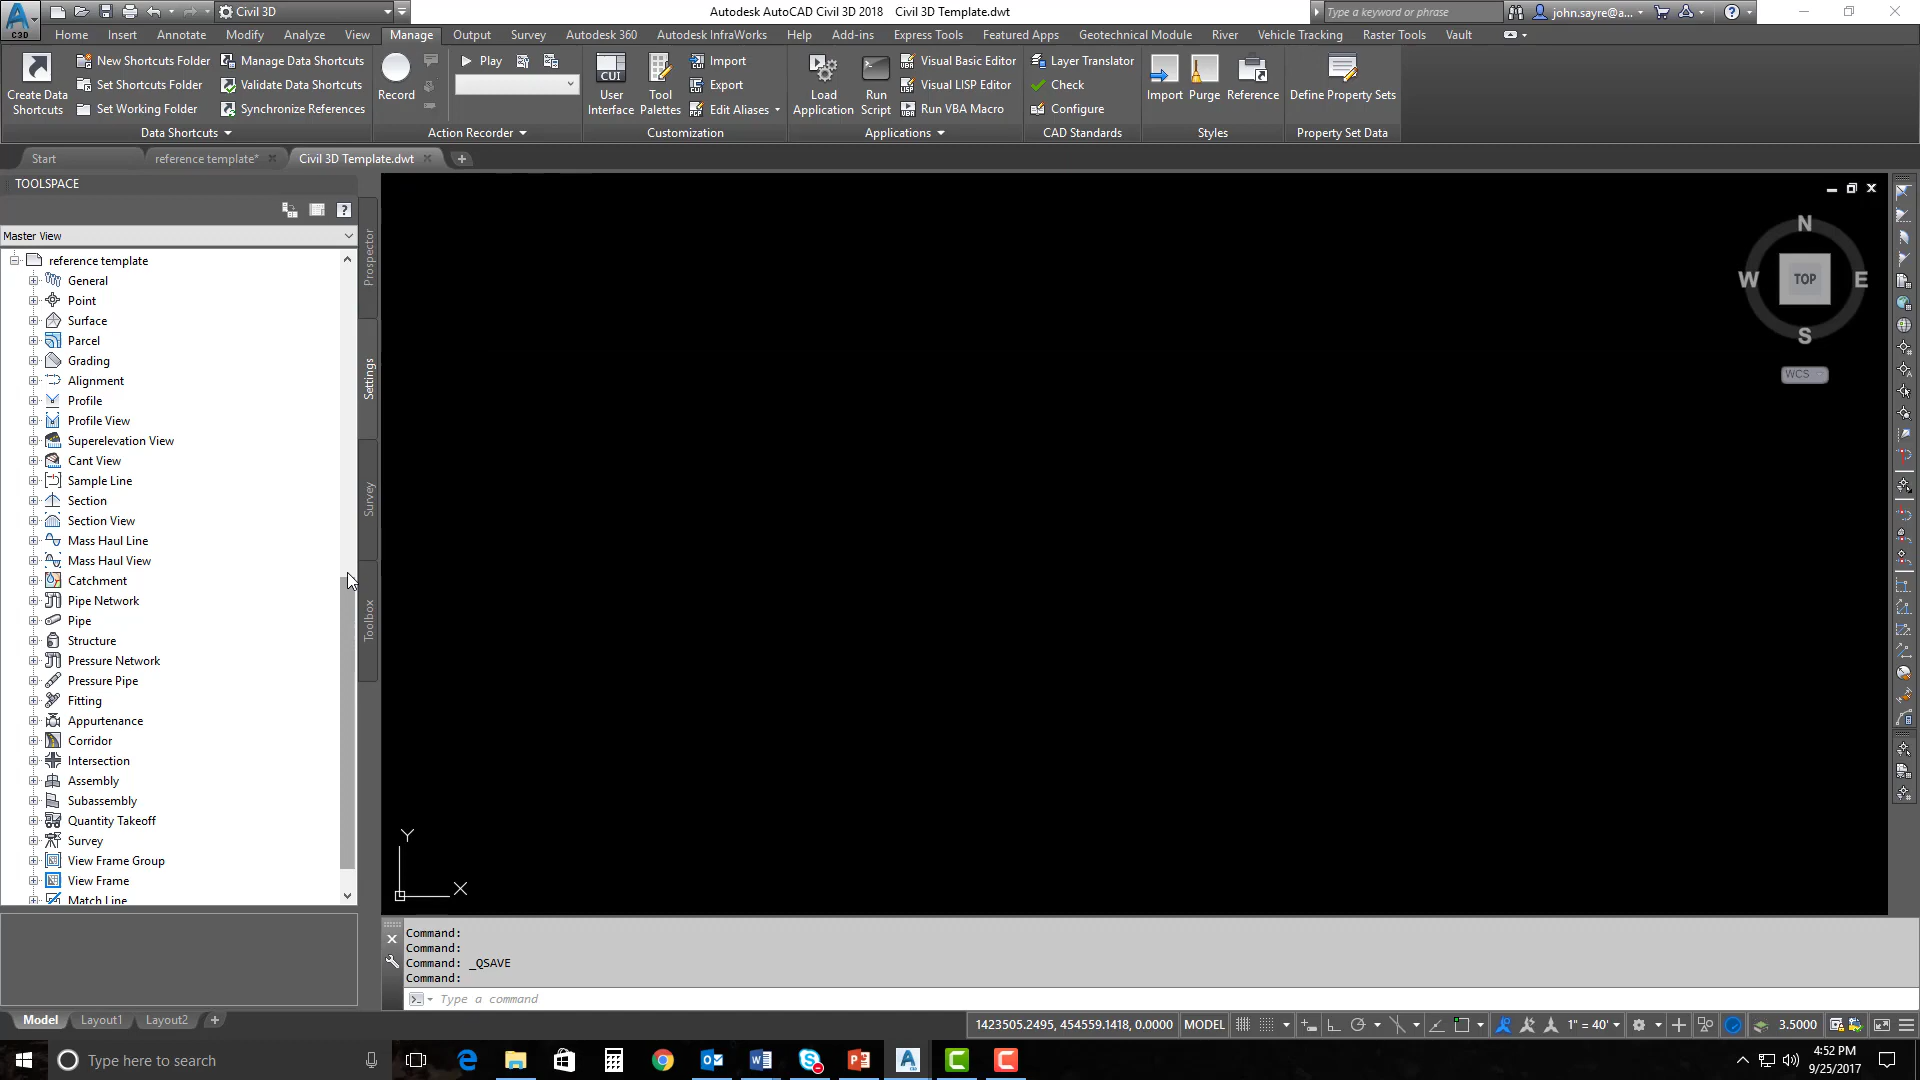 C3D
Civil 3D
Autodesk AutoCAD Civil 3D 2018 Civil 3D Template.dwt
Type a keyword or phrase
john.sayre@a...
Home Insert Annotate Modify Analyze View Manage Output Survey Autodesk 360 Autodesk InfraWorks Help Add-ins Express Tools Featured Apps Geotechnical Module River Vehicle Tracking Raster Tools Vault
Create Data Shortcuts
New Shortcuts Folder
Set Shortcuts Folder
Set Working Folder
Manage Data Shortcuts
Validate Data Shortcuts
Synchronize References
Data Shortcuts
Record
Play
Action Recorder
CUI
User Interface
Tool Palettes
Import
Export
Edit Aliases
Customization
Load Application
Run Script
Visual Basic Editor
Visual LISP Editor
Run VBA Macro
Applications
Layer Translator
Check
Configure
CAD Standards
Import
Purge
Reference
Styles
Define Property Sets
Property Set Data
Start
reference template*
Civil 3D Template.dwt
TOOLSPACE
Master View
reference template
General
Point
Surface
Parcel
Grading
Alignment
Profile
Profile View
Superelevation View
Cant View
Sample Line
Section
Section View
Mass Haul Line
Mass Haul View
Catchment
Pipe Network
Pipe
Structure
Pressure Network
Pressure Pipe
Fitting
Appurtenance
Corridor
Intersection
Assembly
Subassembly
Quantity Takeoff
Survey
View Frame Group
View Frame
Match Line
Prospector
Settings
Survey
Toolbox
N
W TOP E
S
WCS
Y
X
Command:
Command:
Command: _QSAVE
Command:
Type a command
Model Layout1 Layout2
1423505.2495, 454559.1418, 0.0000 MODEL
1" = 40'
3.5000
Type here to search
4:52 PM
9/25/2017